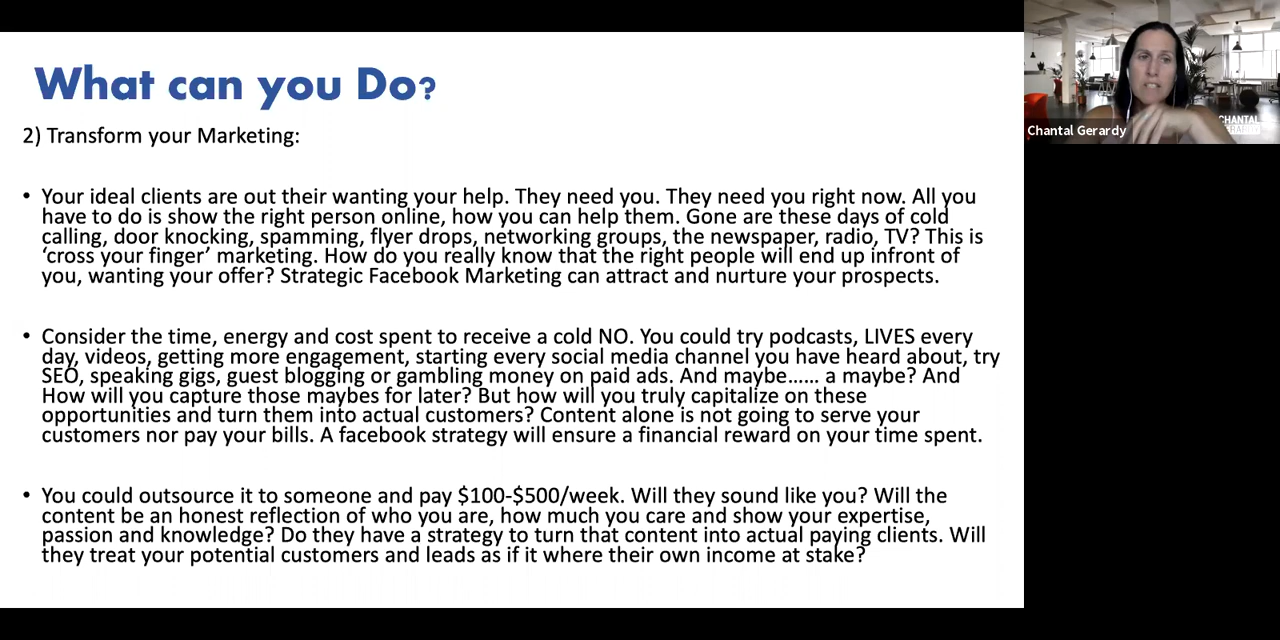 What can you Do?
2) Transform your Marketing:
• Your ideal clients are out their wanting your help. They need you. They need you right now. All you
have to do is show the right person online, how you can help them. Gone are these days of cold
calling, door knocking, spamming, flyer drops, networking groups, the newspaper, radio, TV? This is
‘cross your finger’ marketing. How do you really know that the right people will end up infront of
you, wanting your offer? Strategic Facebook Marketing can attract and nurture your prospects.
• Consider the time, energy and cost spent to receive a cold NO. You could try podcasts, LIVES every
day, videos, getting more engagement, starting every social media channel you have heard about, try
SEO, speaking gigs, guest blogging or gambling money on paid ads. And maybe…… a maybe? And
How will you capture those maybes for later? But how will you truly capitalize on these
opportunities and turn them into actual customers? Content alone is not going to serve your
customers nor pay your bills. A facebook strategy will ensure a financial reward on your time spent.
• You could outsource it to someone and pay $100-$500/week. Will they sound like you? Will the
content be an honest reflection of who you are, how much you care and show your expertise,
passion and knowledge? Do they have a strategy to turn that content into actual paying clients. Will
they treat your potential customers and leads as if it where their own income at stake?
Chantal Gerardy
CHANTAL